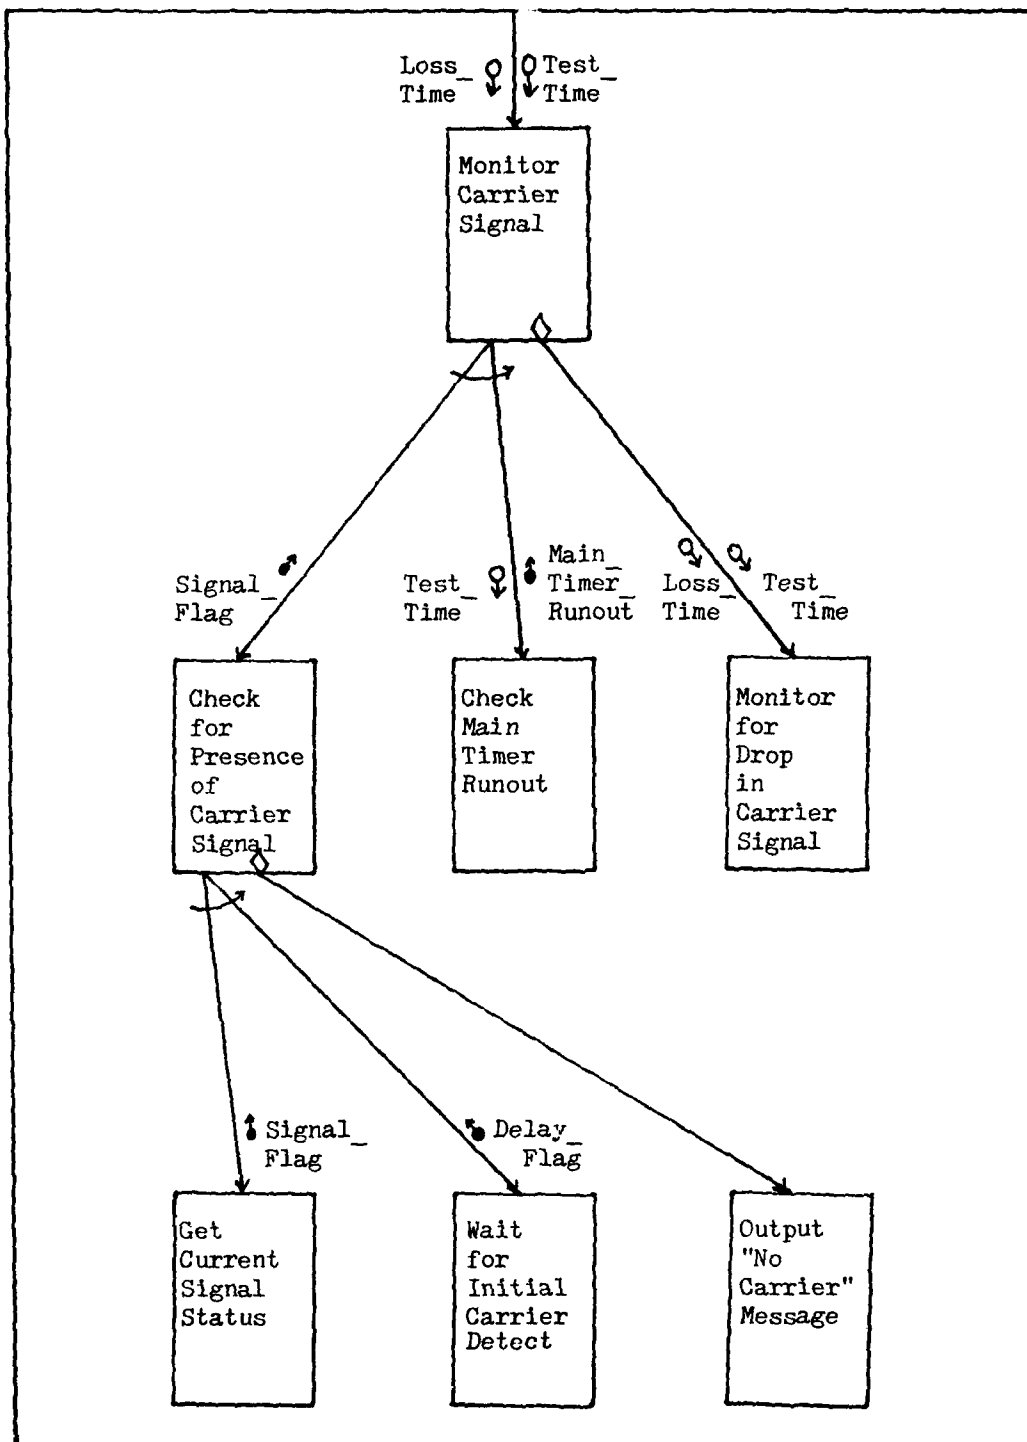 Loss_
Time
Test_
Time
Monitor
Carrier
Signal
Signal_
Flag
Test_
Time
Main_
Timer_
Runout
Loss_
Time
Test_
Time
Check
for
Presence
of
Carrier
Signal
Check
Main
Timer
Runout
Monitor
for
Drop
in
Carrier
Signal
Signal_
Flag
Delay_
Flag
Get
Current
Signal
Status
Wait
for
Initial
Carrier
Detect
Output
"No
Carrier"
Message